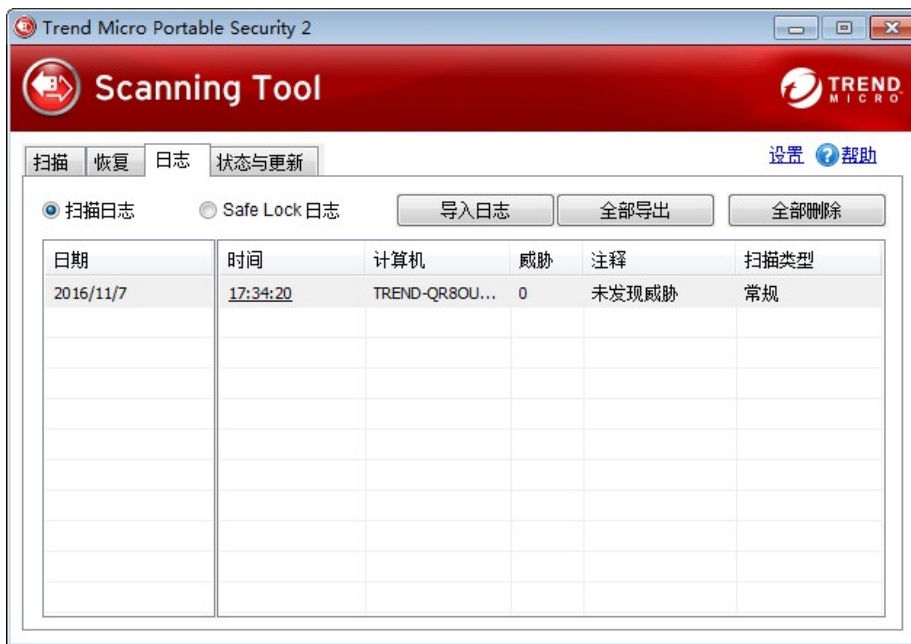 Trend Micro Portable Security 2
Scanning Tool
TREND MICRO
扫描 恢复 日志 状态与更新 设置 帮助
扫描日志 Safe Lock 日志 导入日志 全部导出 全部删除
日期 时间 计算机 威胁 注释 扫描类型
2016/11/7 17:34:20 TREND-QR8OU... 0 未发现威胁 常规